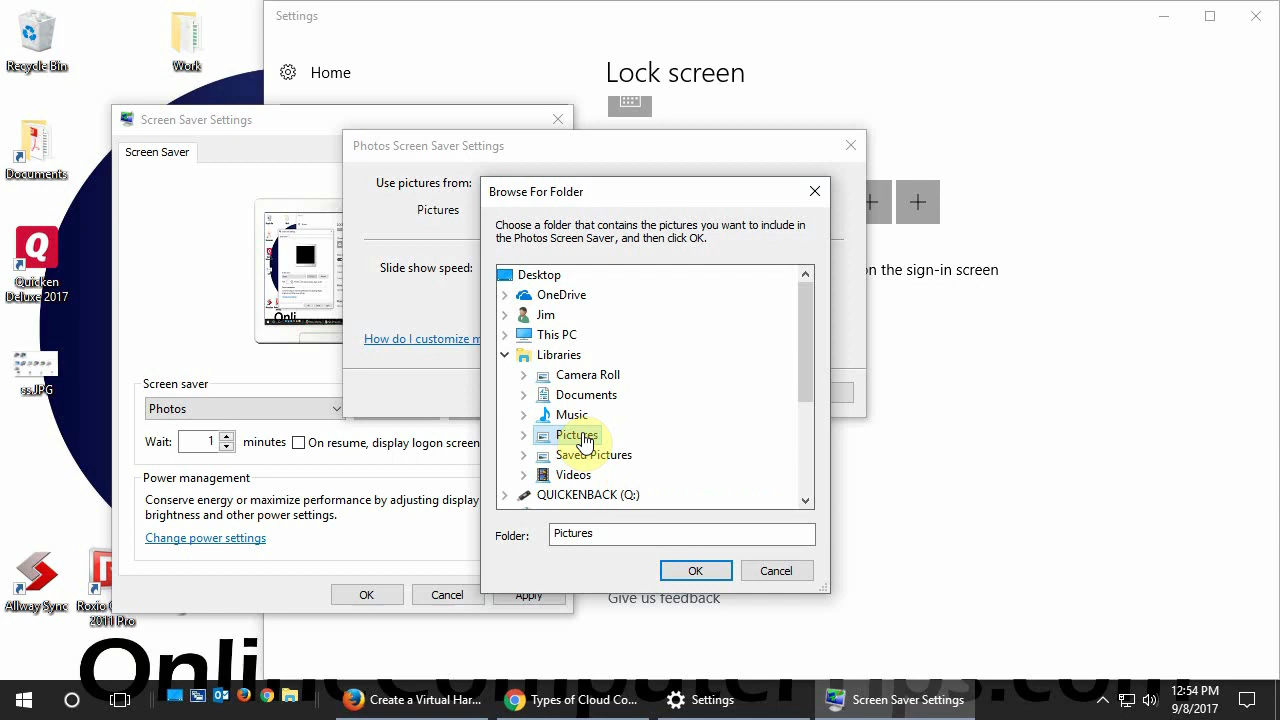 Settings
Recycle Bin
Work
Home
Lock screen
Screen Saver Settings
Photos Screen Saver Settings
Screen Saver
Documents
Use pictures from:
Browse For Folder
Pictures
Choose a folder that contains the pictures you want to include in
the Photos Screen Saver, and then click OK.
Slide show speed:
on the sign-in screen
Desktop
OneDrive
Jim
This PC
Libraries
Camera Roll
Documents
Music
Pictures
Saved Pictures
Videos
QUICKENBACK (Q:)
Quicken
Deluxe 2017
Onli
How do I customize m
ss.JPG
Screen saver
Photos
Wait: 1 minutes On resume, display logon screen
Power management
Conserve energy or maximize performance by adjusting display
brightness and other power settings.
Change power settings
Folder: Pictures
OK Cancel
OK Cancel Apply
Give us feedback
Allway Sync
Roxio
2011 Pro
OnlineComputerTips.com
Create a Virtual Har...
Types of Cloud Co...
Settings
Screen Saver Settings
12:54 PM
9/8/2017